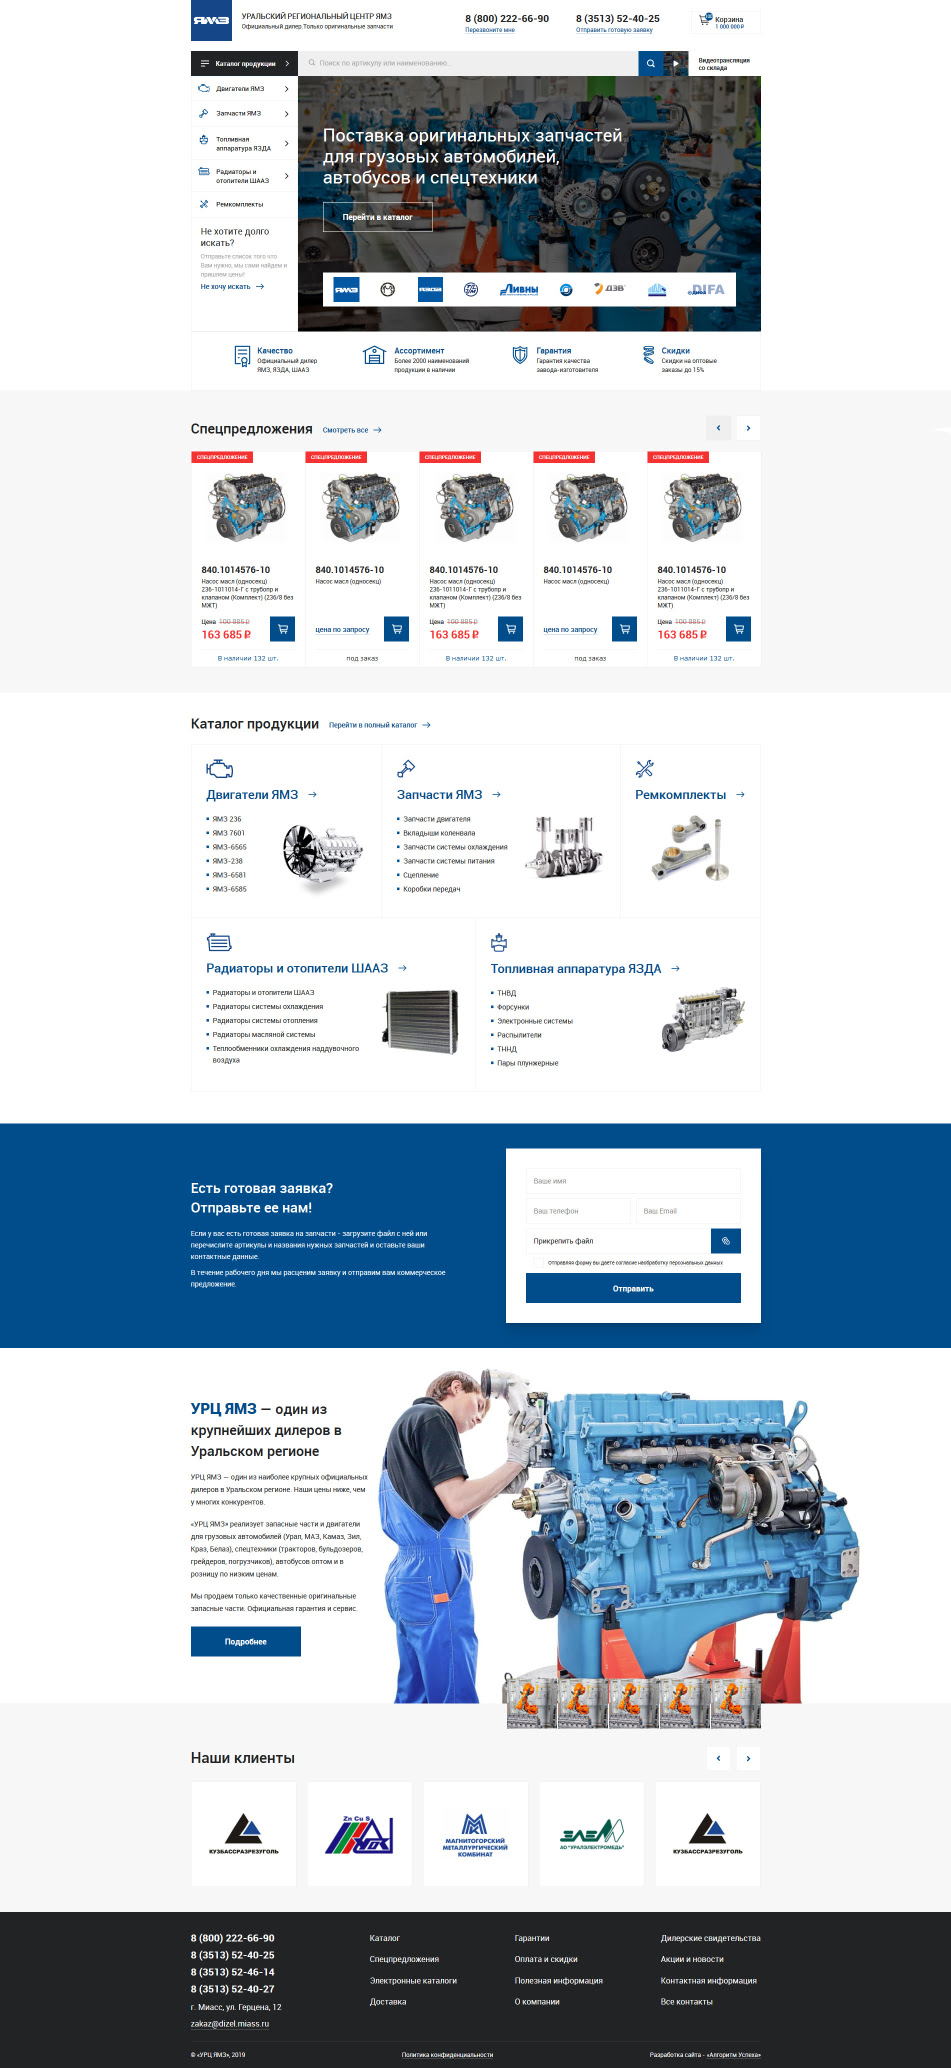 ЯМЗ
УРАЛЬСКИЙ РЕГИОНАЛЬНЫЙ ЦЕНТР ЯМЗ
Официальный дилер.Только оригинальные запчасти
8 (800) 222-66-90
Перезвоните мне
8 (3513) 52-40-25
Отправить готовую заявку
Корзина
1 000 000 ₽
Каталог продукции
Поиск по артикулу или наименованию...
Видеотрансляция
со склада
Двигатели ЯМЗ
Запчасти ЯМЗ
Топливная
аппаратура ЯЗДА
Радиаторы и
отопители ШААЗ
Ремкомплекты
Не хотите долго
искать?
Отправьте список того что
Вам нужно, мы сами найдем и
пришлем цены!
Не хочу искать
Поставка оригинальных запчастей
для грузовых автомобилей,
автобусов и спецтехники
Перейти в каталог
ЯМЗ
ЯЗДА
Ливны
ДЗВ
DIFA
Качество
Официальный дилер
ЯМЗ, ЯЗДА, ШААЗ
Ассортимент
Более 2000 наименований
продукции в наличии
Гарантия
Гарантия качества
завода-изготовителя
Скидки
Скидки на оптовые
заказы до 15%
Спецпредложения
Смотреть все
СПЕЦПРЕДЛОЖЕНИЕ
840.1014576-10
Насос масл (односекц)
236-1011014-Г с трубопр и
клапаном (Комплект) (236/8 без
МЖТ)
Цена 100 885 ₽
163 685 ₽
В наличии 132 шт.
СПЕЦПРЕДЛОЖЕНИЕ
840.1014576-10
Насос масл (односекц)
цена по запросу
под заказ
СПЕЦПРЕДЛОЖЕНИЕ
840.1014576-10
Насос масл (односекц)
236-1011014-Г с трубопр и
клапаном (Комплект) (236/8 без
МЖТ)
Цена 100 885 ₽
163 685 ₽
В наличии 132 шт.
СПЕЦПРЕДЛОЖЕНИЕ
840.1014576-10
Насос масл (односекц)
цена по запросу
под заказ
СПЕЦПРЕДЛОЖЕНИЕ
840.1014576-10
Насос масл (односекц)
236-1011014-Г с трубопр и
клапаном (Комплект) (236/8 без
МЖТ)
Цена 100 885 ₽
163 685 ₽
В наличии 132 шт.
Каталог продукции
Перейти в полный каталог
Двигатели ЯМЗ
ЯМЗ 236
ЯМЗ 7601
ЯМЗ-6565
ЯМЗ-238
ЯМЗ-6581
ЯМЗ-6585
Запчасти ЯМЗ
Запчасти двигателя
Вкладыши коленвала
Запчасти системы охлаждения
Запчасти системы питания
Сцепление
Коробки передач
Ремкомплекты
Радиаторы и отопители ШААЗ
Радиаторы и отопители ШААЗ
Радиаторы системы охлаждения
Радиаторы системы отопления
Радиаторы масляной системы
Теплообменники охлаждения наддувочного
воздуха
Топливная аппаратура ЯЗДА
ТНВД
Форсунки
Электронные системы
Распылители
ТННД
Пары плунжерные
Есть готовая заявка?
Отправьте ее нам!
Если у вас есть готовая заявка на запчасти - загрузите файл с ней или
перечислите артикулы и названия нужных запчастей и оставьте ваши
контактные данные.
В течение рабочего дня мы расценим заявку и отправим вам коммерческое
предложение.
Ваше имя
Ваш телефон
Ваш Email
Прикрепить файл
Отправляя форму вы даете согласие наобработку персональных данных
Отправить
УРЦ ЯМЗ — один из
крупнейших дилеров в
Уральском регионе
УРЦ ЯМЗ — один из наиболее крупных официальных
дилеров в Уральском регионе. Наши цены ниже, чем
у многих конкурентов.
«УРЦ ЯМЗ» реализует запасные части и двигатели
для грузовых автомобилей (Урал, МАЗ, Камаз, Зил,
Краз, Белаз), спецтехники (тракторов, бульдозеров,
грейдеров, погрузчиков), автобусов оптом и в
розницу по низким ценам.
Мы продаем только качественные оригинальные
запасные части. Официальная гарантия и сервис.
Подробнее
Наши клиенты
КУЗБАССРАЗРЕЗУГОЛЬ
Zn Cu S
МАГНИТОГОРСКИЙ
МЕТАЛЛУРГИЧЕСКИЙ
КОМБИНАТ
ЭЛЕМ
АО "УРАЛЭЛЕКТРОМЕДЬ"
КУЗБАССРАЗРЕЗУГОЛЬ
8 (800) 222-66-90
8 (3513) 52-40-25
8 (3513) 52-46-14
8 (3513) 52-40-27
г. Миасс, ул. Герцена, 12
zakaz@dizel.miass.ru
Каталог
Спецпредложения
Электронные каталоги
Доставка
Гарантии
Оплата и скидки
Полезная информация
О компании
Дилерские свидетельства
Акции и новости
Контактная информация
Все контакты
© «УРЦ ЯМЗ», 2019
Политика конфиденциальности
Разработка сайта - «Алгоритм Успеха»